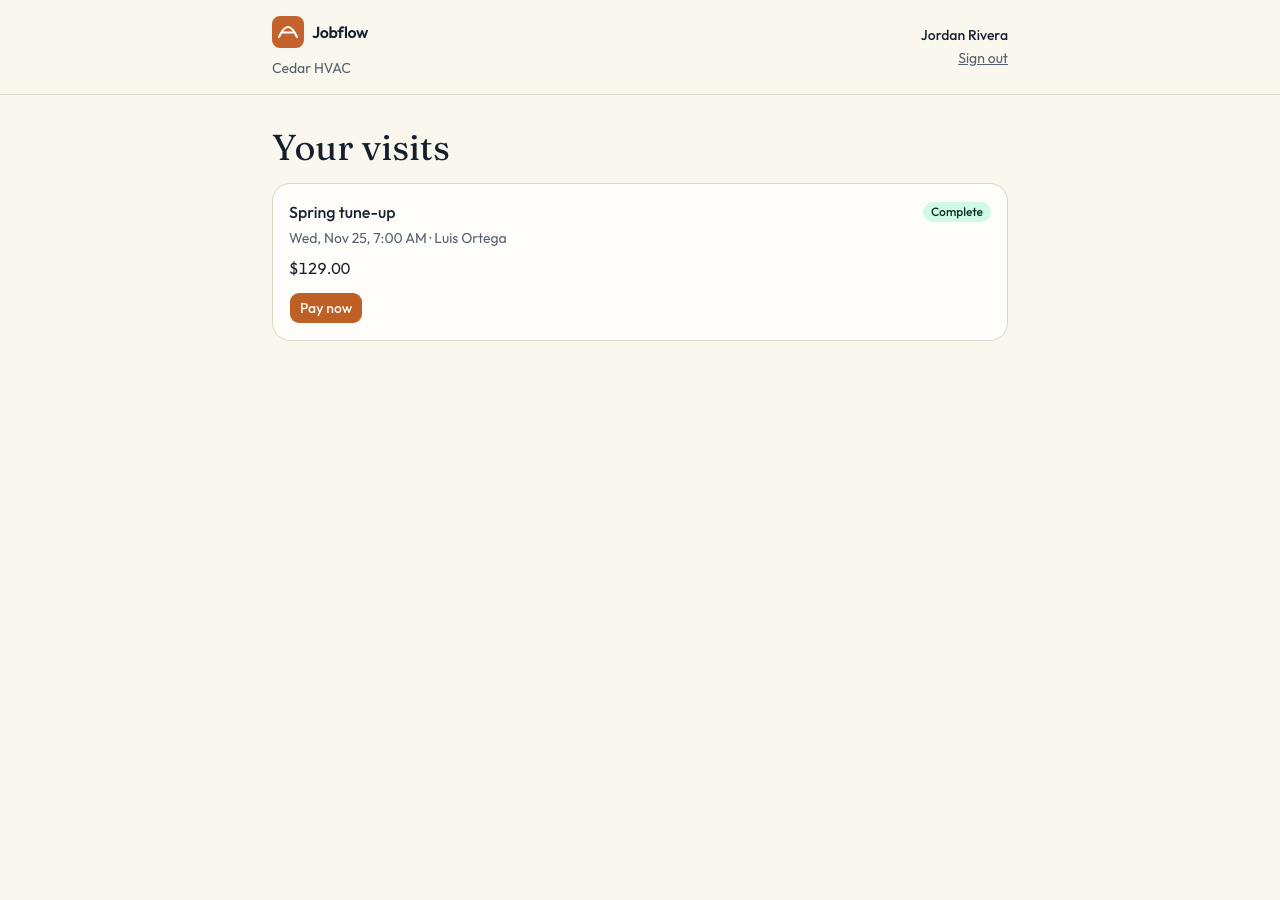 Jobflow
Cedar HVAC
Jordan Rivera
Sign out
Your visits
Spring tune-up
Complete
Wed, Nov 25, 7:00 AM · Luis Ortega
$129.00
Pay now